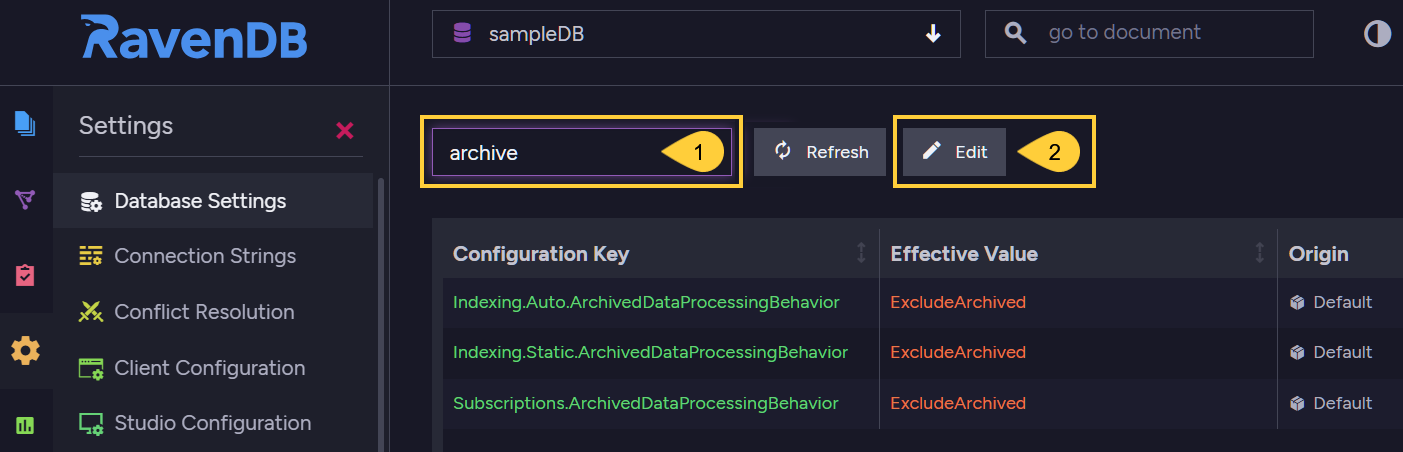 RavenDB
sampleDB
go to document
Settings
archive
1
Refresh
Edit
2
Database Settings
Connection Strings
Conflict Resolution
Client Configuration
Studio Configuration
Configuration Key Effective Value Origin
Indexing.Auto.ArchivedDataProcessingBehavior ExcludeArchived Default
Indexing.Static.ArchivedDataProcessingBehavior ExcludeArchived Default
Subscriptions.ArchivedDataProcessingBehavior ExcludeArchived Default